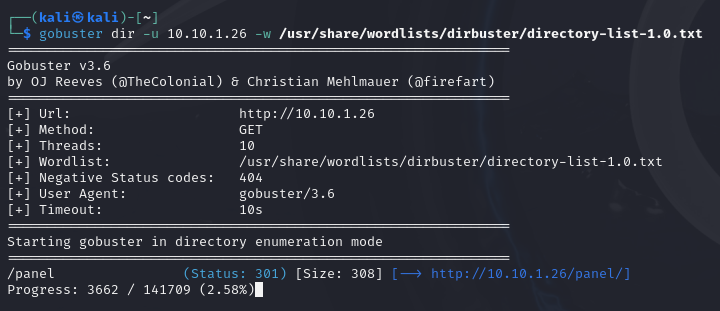 ┌──(kali㉿kali)-[~]
└─$ gobuster dir -u 10.10.1.26 -w /usr/share/wordlists/dirbuster/directory-list-1.0.txt
===============================================================
Gobuster v3.6
by OJ Reeves (@TheColonial) & Christian Mehlmauer (@firefart)
===============================================================
[+] Url:                     http://10.10.1.26
[+] Method:                  GET
[+] Threads:                 10
[+] Wordlist:                /usr/share/wordlists/dirbuster/directory-list-1.0.txt
[+] Negative Status codes:   404
[+] User Agent:              gobuster/3.6
[+] Timeout:                 10s
===============================================================
Starting gobuster in directory enumeration mode
===============================================================
/panel                (Status: 301) [Size: 308] [--> http://10.10.1.26/panel/]
Progress: 3662 / 141709 (2.58%)